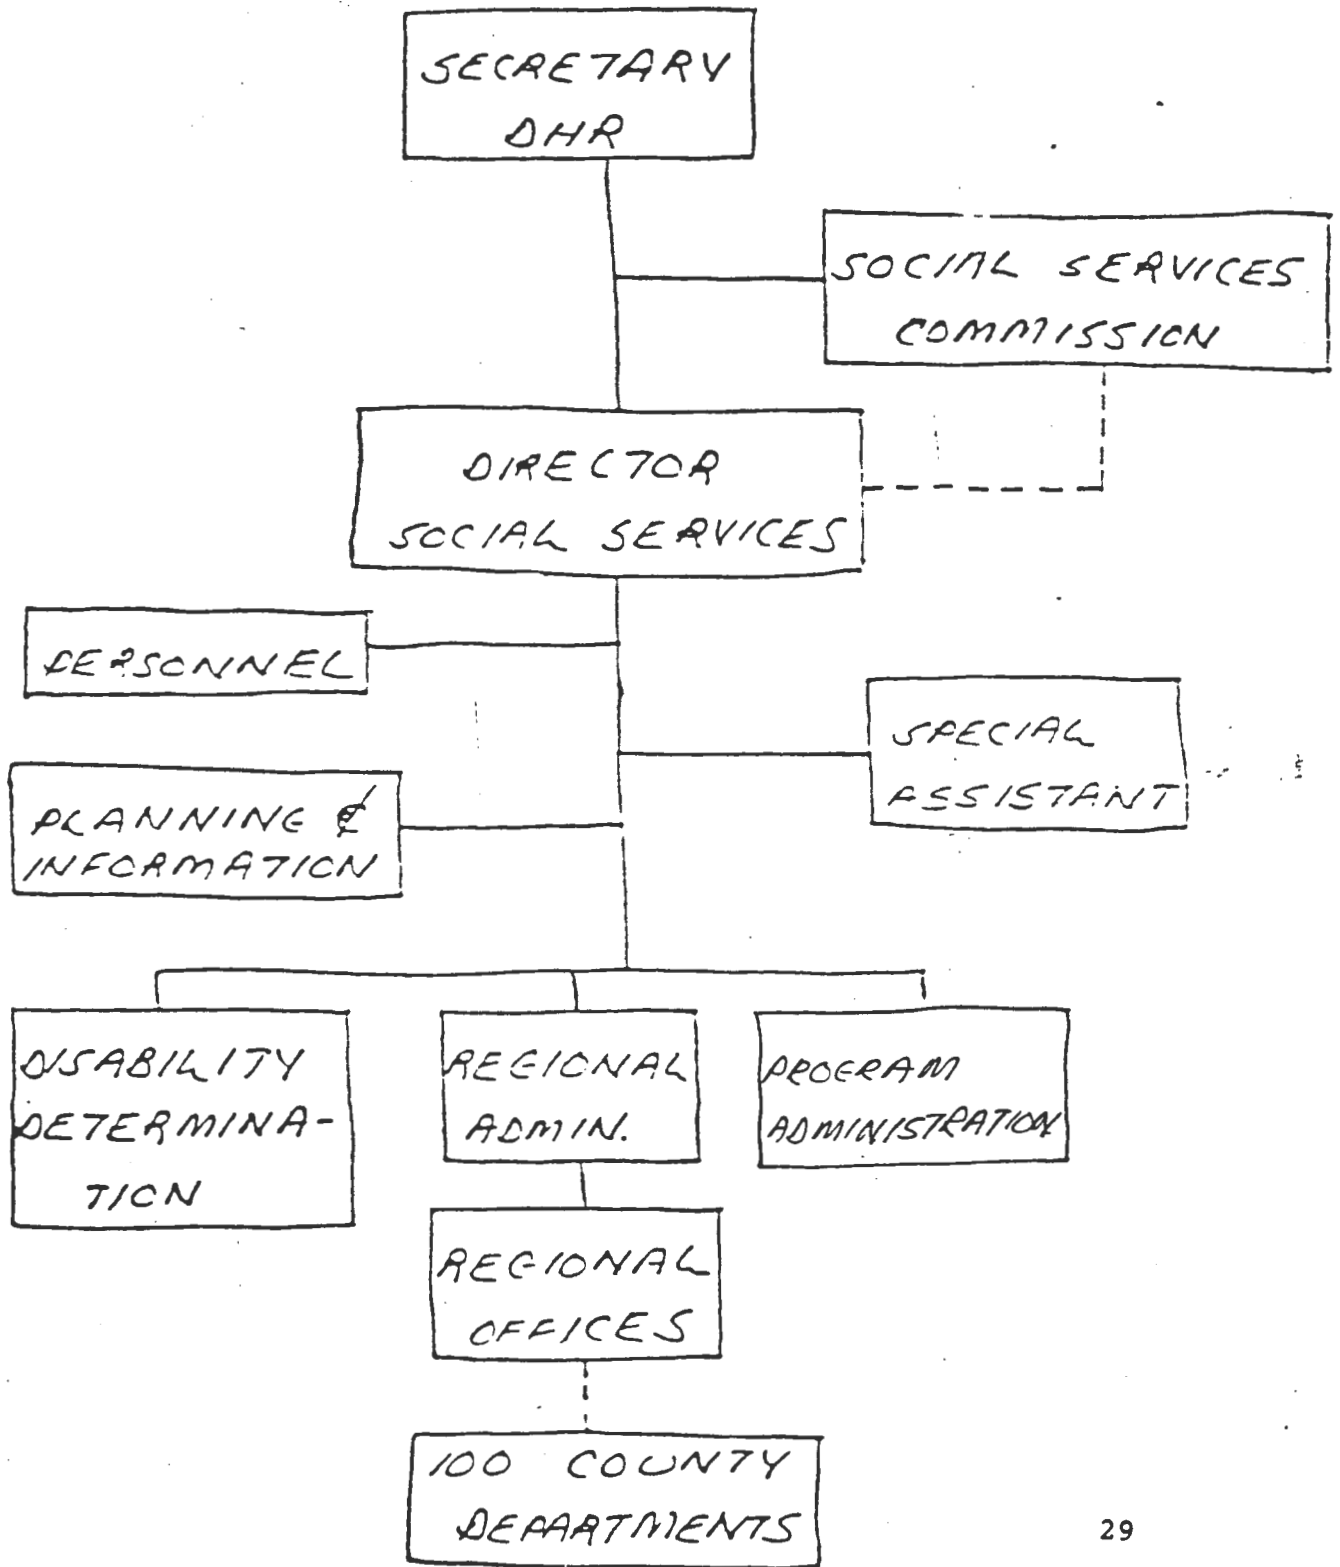 SECRETARY
DHR
SOCIAL SERVICES
COMMISSION
DIRECTOR
SOCIAL SERVICES
PERSONNEL
SPECIAL
ASSISTANT
PLANNING &
INFORMATION
DISABILITY
DETERMINA-
TION
REGIONAL
ADMIN.
PROGRAM
ADMINISTRATION
REGIONAL
OFFICES
100 COUNTY
DEPARTMENTS
29